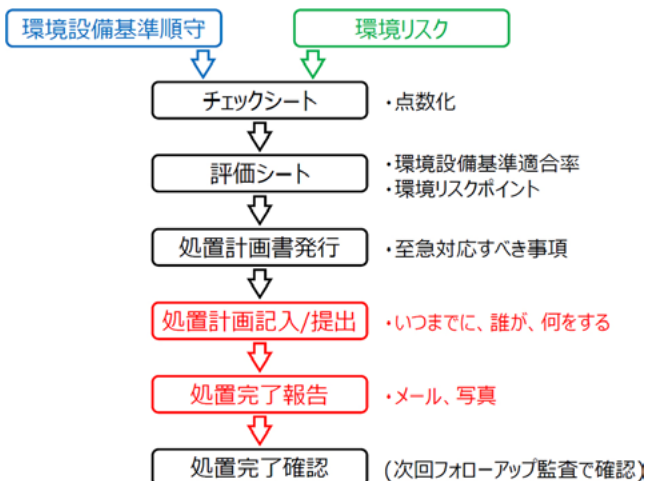 環境設備基準順守
環境リスク
チェックシート
・点数化
評価シート
・環境設備基準適合率
・環境リスクポイント
処置計画書発行
・至急対応すべき事項
処置計画記入/提出
・いつまでに、誰が、何をする
処置完了報告
・メール、写真
処置完了確認
(次回フォローアップ監査で確認)